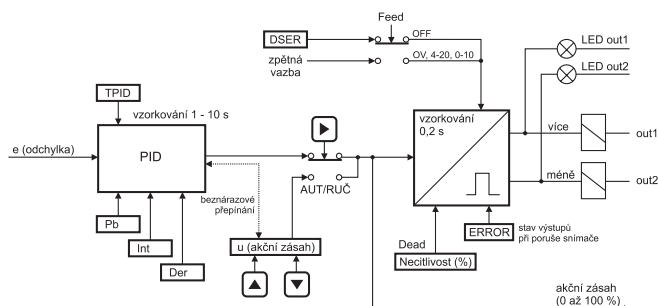 Feed
DSER
OFF
zpětná
vazba
OV, 4-20, 0-10
LED out1
LED out2
TPID
vzorkování 1 - 10 s
vzorkování
0,2 s
e (odchylka)
PID
více
out1
AUT/RUČ
méně
out2
beznárazové
přepínání
Pb
Int
Der
u (akční zásah)
Dead
Necitlivost (%)
ERROR
stav výstupů
při poruše snímače
akční zásah
(0 až 100 %)